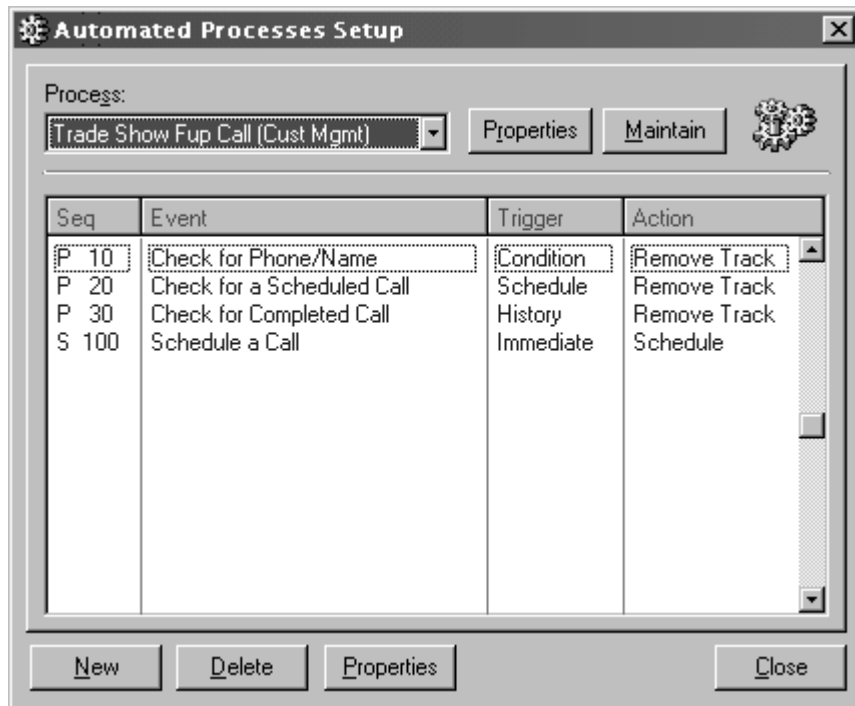 Automated Processes Setup
Process:
Trade Show Fup Call (Cust Mgmt) Properties Maintain
Seq Event Trigger Action
P 10 Check for Phone/Name Condition Remove Track
P 20 Check for a Scheduled Call Schedule Remove Track
P 30 Check for Completed Call History Remove Track
S 100 Schedule a Call Immediate Schedule
New Delete Properties Close